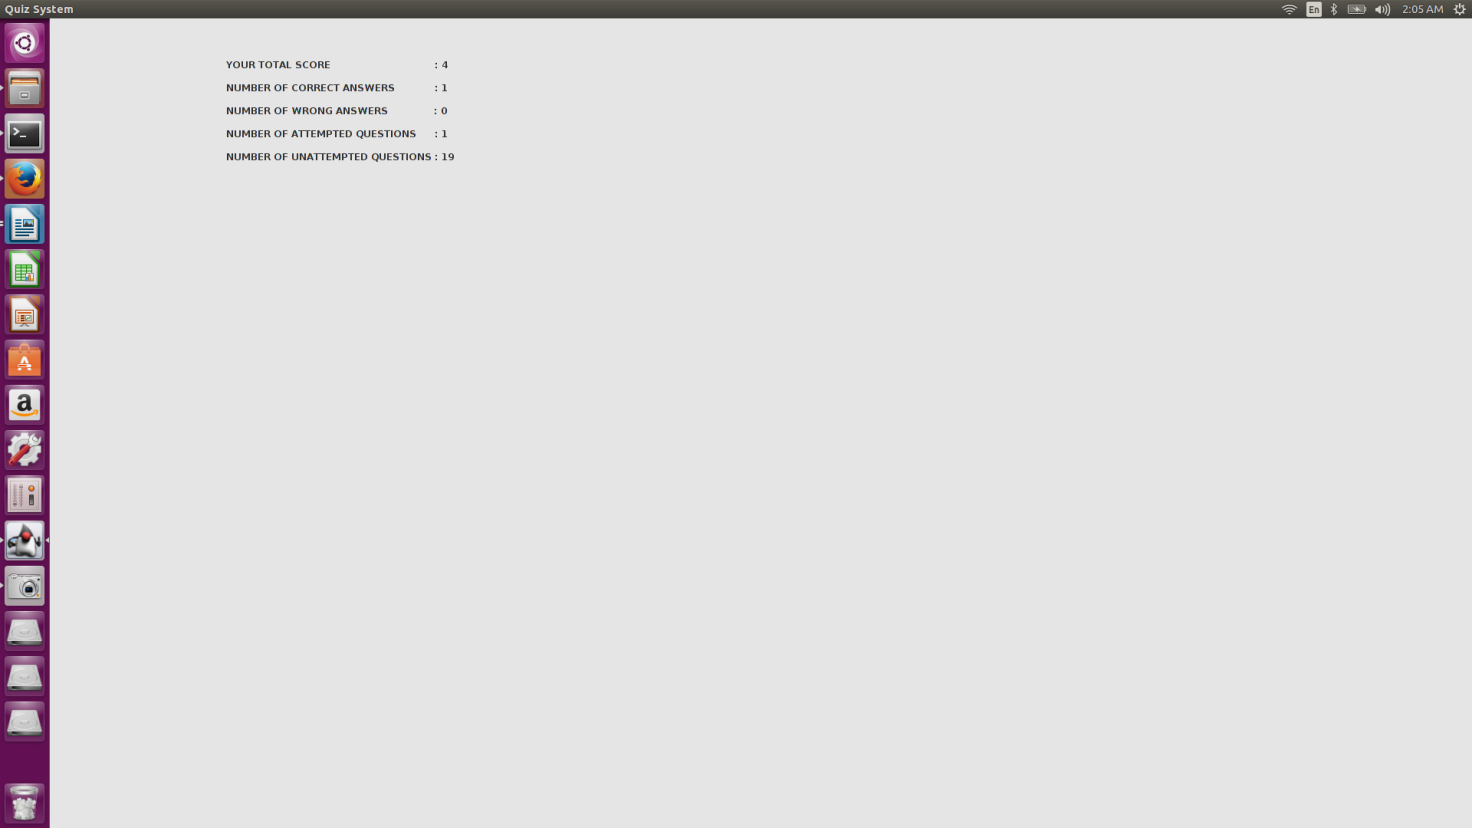 Quiz System
En
2:05 AM
YOUR TOTAL SCORE : 4
NUMBER OF CORRECT ANSWERS : 1
NUMBER OF WRONG ANSWERS : 0
NUMBER OF ATTEMPTED QUESTIONS : 1
NUMBER OF UNATTEMPTED QUESTIONS : 19